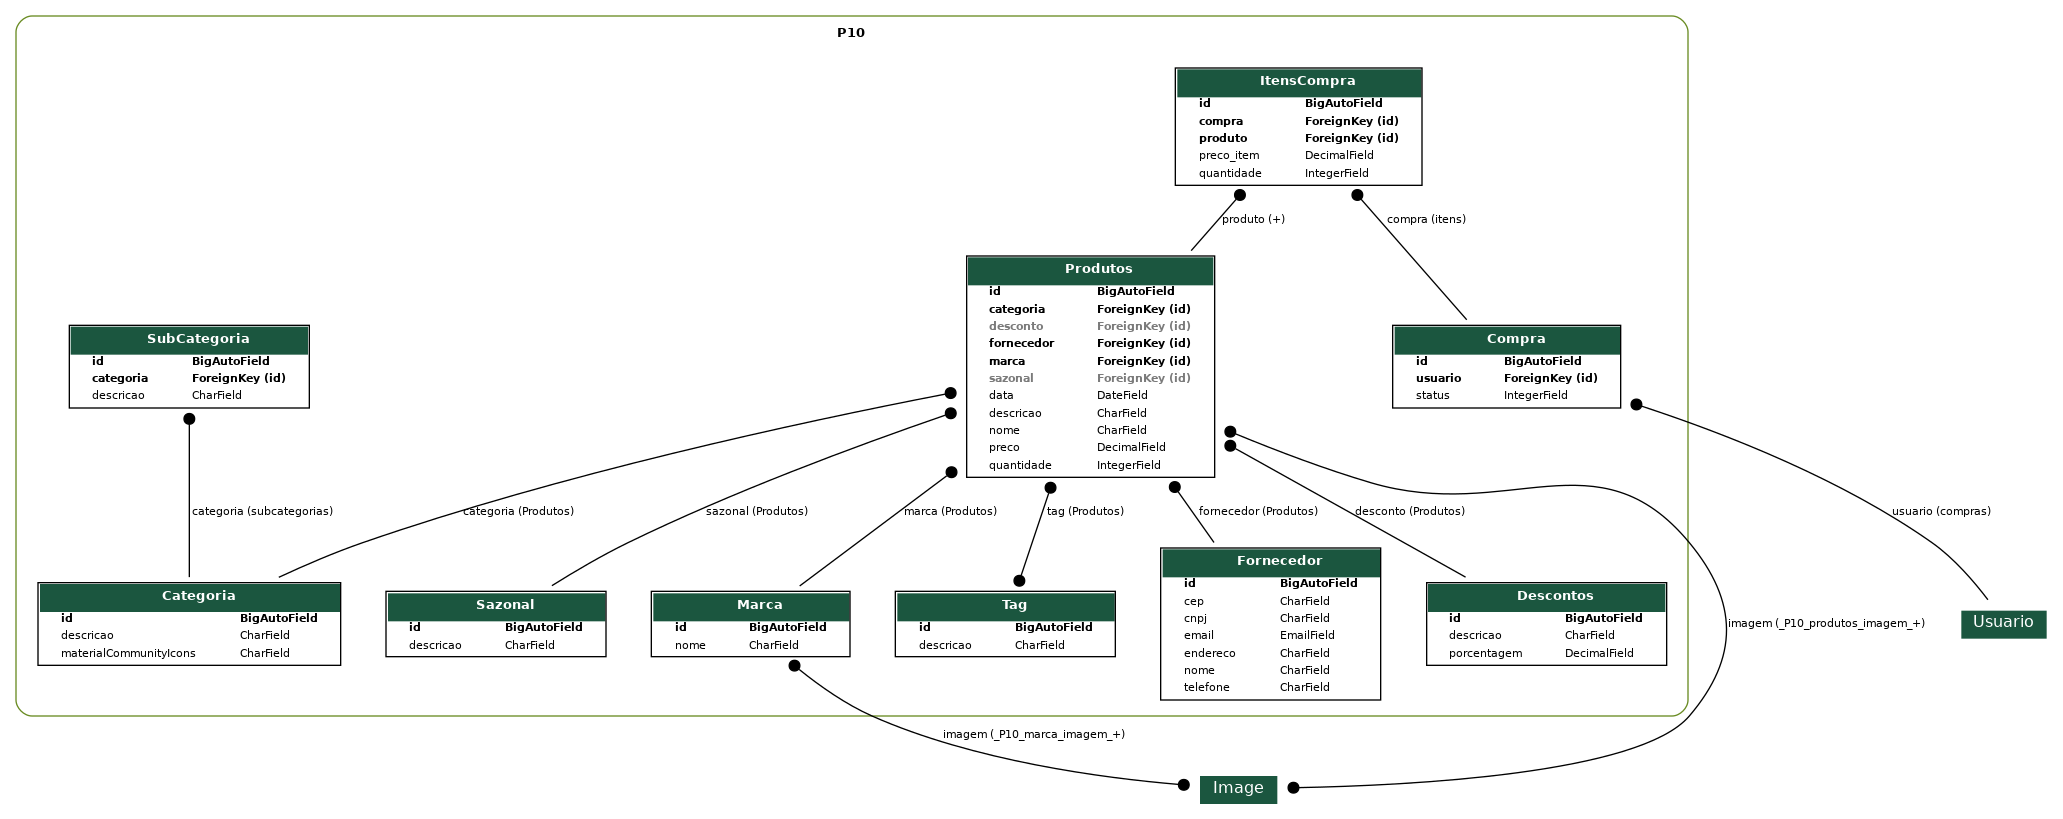 P10
ItensCompra
id BigAutoField
compra ForeignKey (id)
produto ForeignKey (id)
preco_item DecimalField
quantidade IntegerField
produto (+)
compra (itens)
Produtos
id BigAutoField
categoria ForeignKey (id)
desconto ForeignKey (id)
fornecedor ForeignKey (id)
marca ForeignKey (id)
sazonal ForeignKey (id)
data DateField
descricao CharField
nome CharField
preco DecimalField
quantidade IntegerField
SubCategoria
id BigAutoField
categoria ForeignKey (id)
descricao CharField
Compra
id BigAutoField
usuario ForeignKey (id)
status IntegerField
categoria (subcategorias)
categoria (Produtos)
sazonal (Produtos)
marca (Produtos)
tag (Produtos)
fornecedor (Produtos)
desconto (Produtos)
usuario (compras)
Categoria
id BigAutoField
descricao CharField
materialCommunityIcons CharField
Sazonal
id BigAutoField
descricao CharField
Marca
id BigAutoField
nome CharField
Tag
id BigAutoField
descricao CharField
Fornecedor
id BigAutoField
cep CharField
cnpj CharField
email EmailField
endereco CharField
nome CharField
telefone CharField
Descontos
id BigAutoField
descricao CharField
porcentagem DecimalField
imagem (_P10_produtos_imagem_+)
Usuario
imagem (_P10_marca_imagem_+)
Image